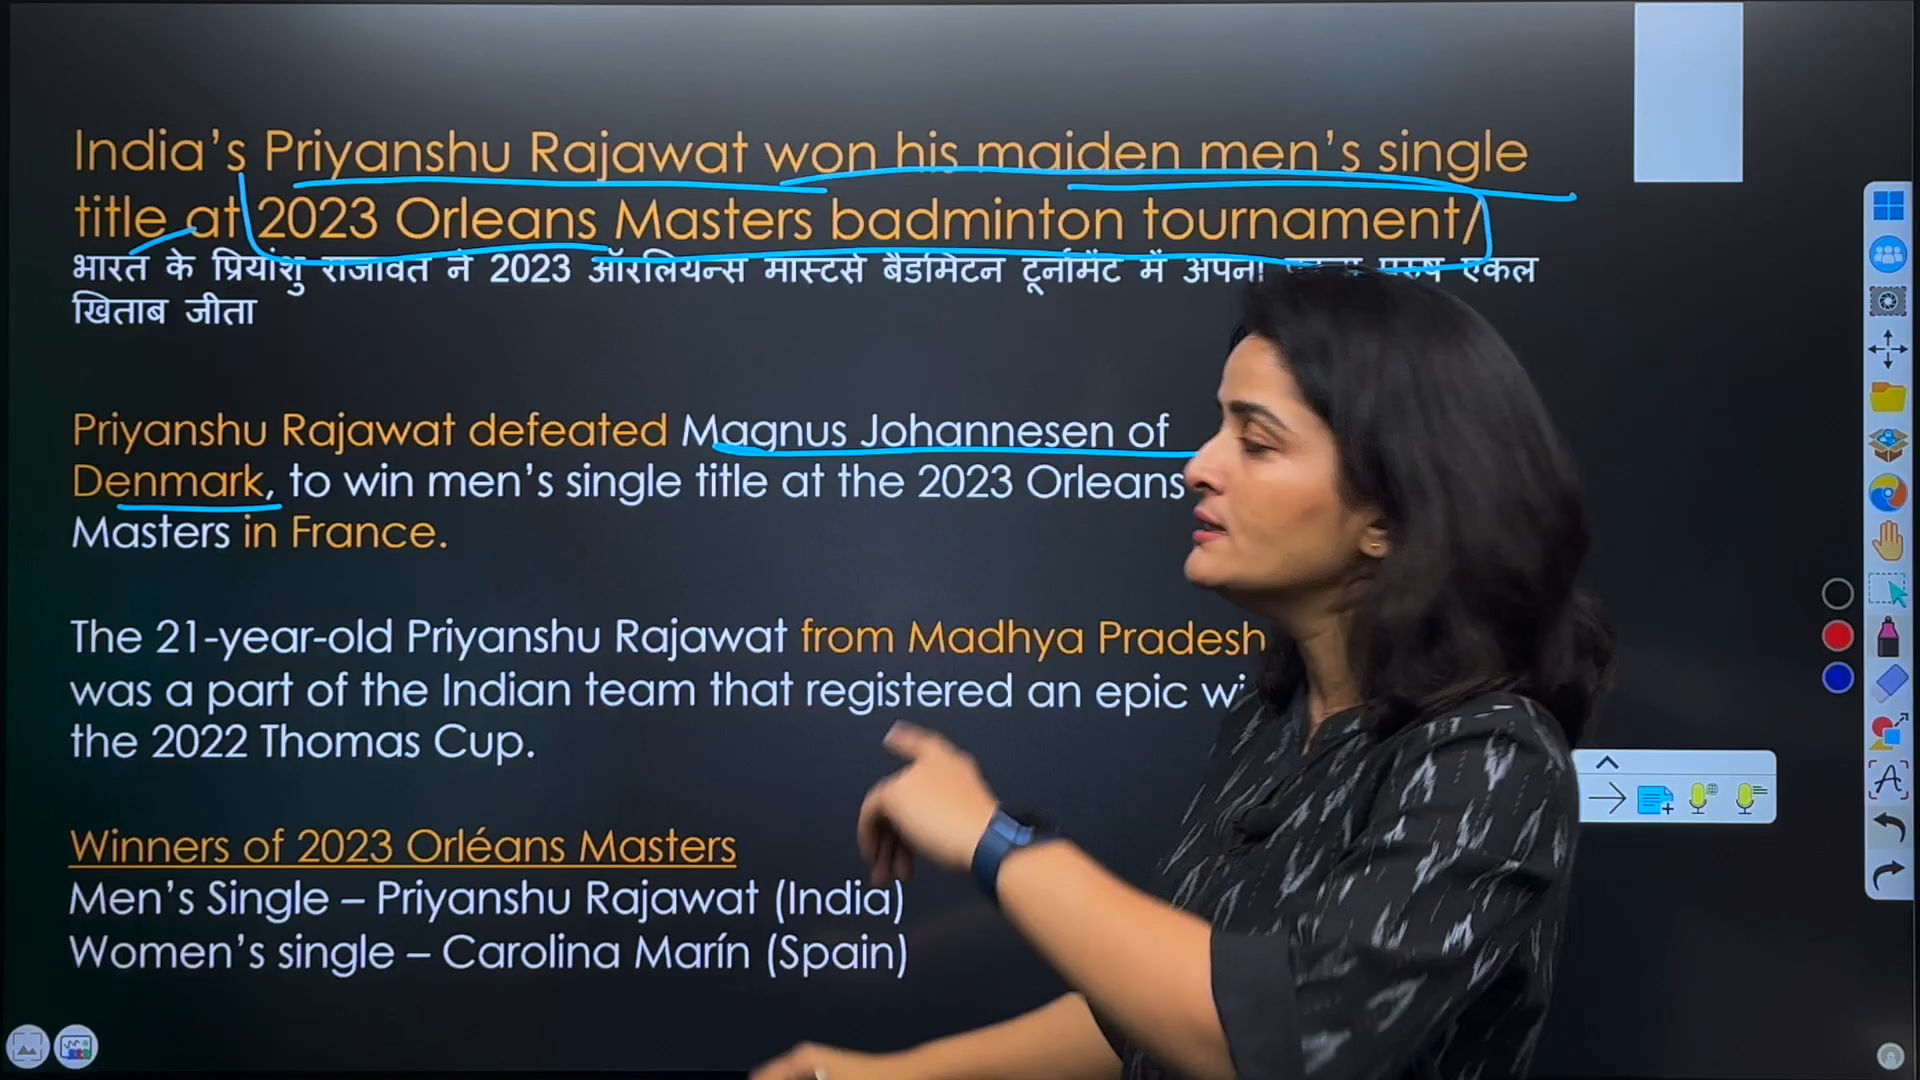 India’s Priyanshu Rajawat won his maiden men’s single
title at 2023 Orleans Masters badminton tournament/
भारत के प्रियांशु राजावत ने 2023 ऑरलियन्स मास्टर्स बैडमिंटन टूर्नामेंट में अपना पुरुष एकल
खिताब जीता
Priyanshu Rajawat defeated Magnus Johannesen of
Denmark, to win men’s single title at the 2023 Orleans
Masters in France.
The 21-year-old Priyanshu Rajawat from Madhya Pradesh
was a part of the Indian team that registered an epic
the 2022 Thomas Cup.
Winners of 2023 Orléans Masters
Men’s Single – Priyanshu Rajawat (India)
Women’s single – Carolina Marín (Spain)